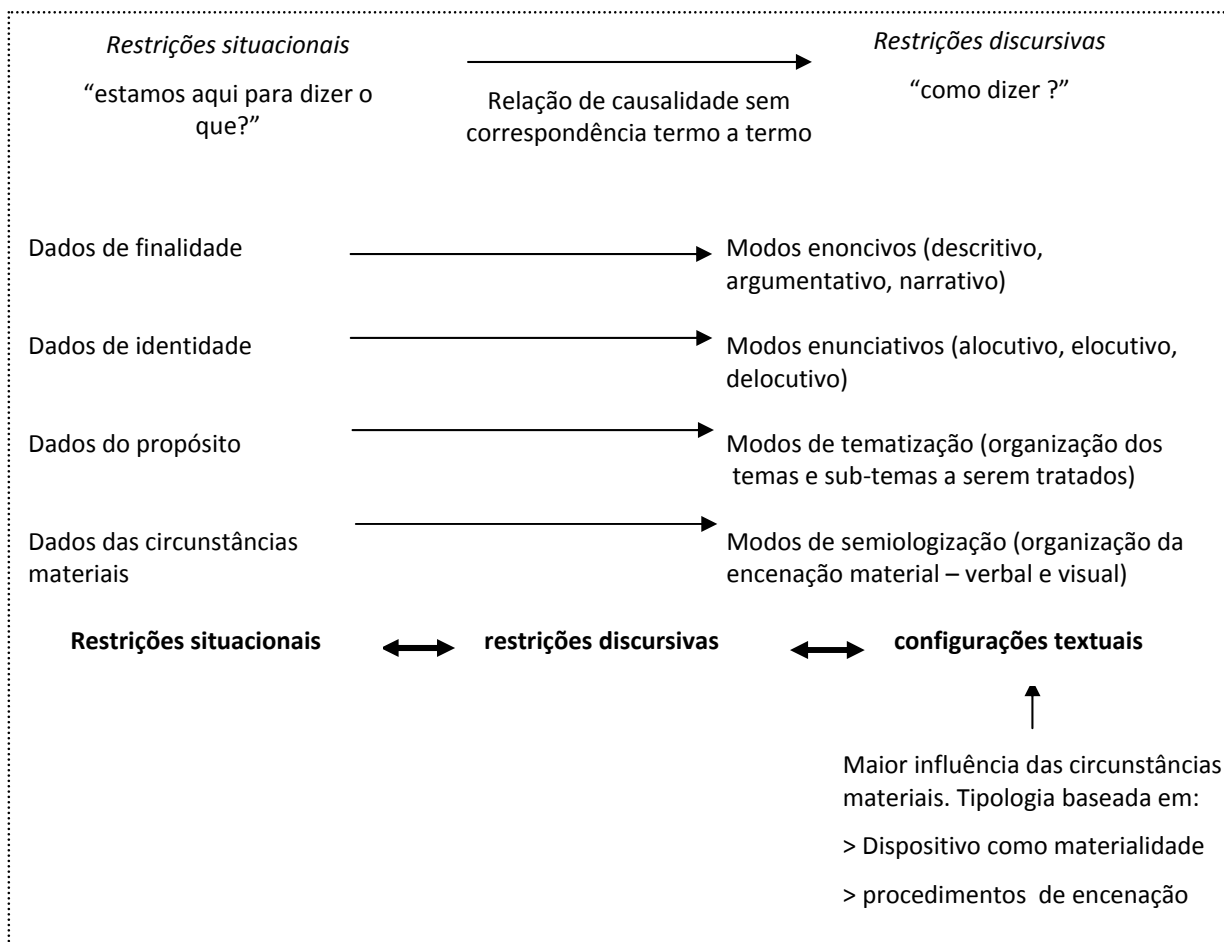 Restrições situacionais
“estamos aqui para dizer o
que?”
Relação de causalidade sem
correspondência termo a termo
Restrições discursivas
“como dizer ?”
Dados de finalidade
Modos enoncivos (descritivo,
argumentativo, narrativo)
Dados de identidade
Modos enunciativos (alocutivo, elocutivo,
delocutivo)
Dados do propósito
Modos de tematização (organização dos
temas e sub-temas a serem tratados)
Dados das circunstâncias
materiais
Modos de semiologização (organização da
encenação material – verbal e visual)
Restrições situacionais
restrições discursivas
configurações textuais
Maior influência das circunstâncias
materiais. Tipologia baseada em:
> Dispositivo como materialidade
> procedimentos de encenação